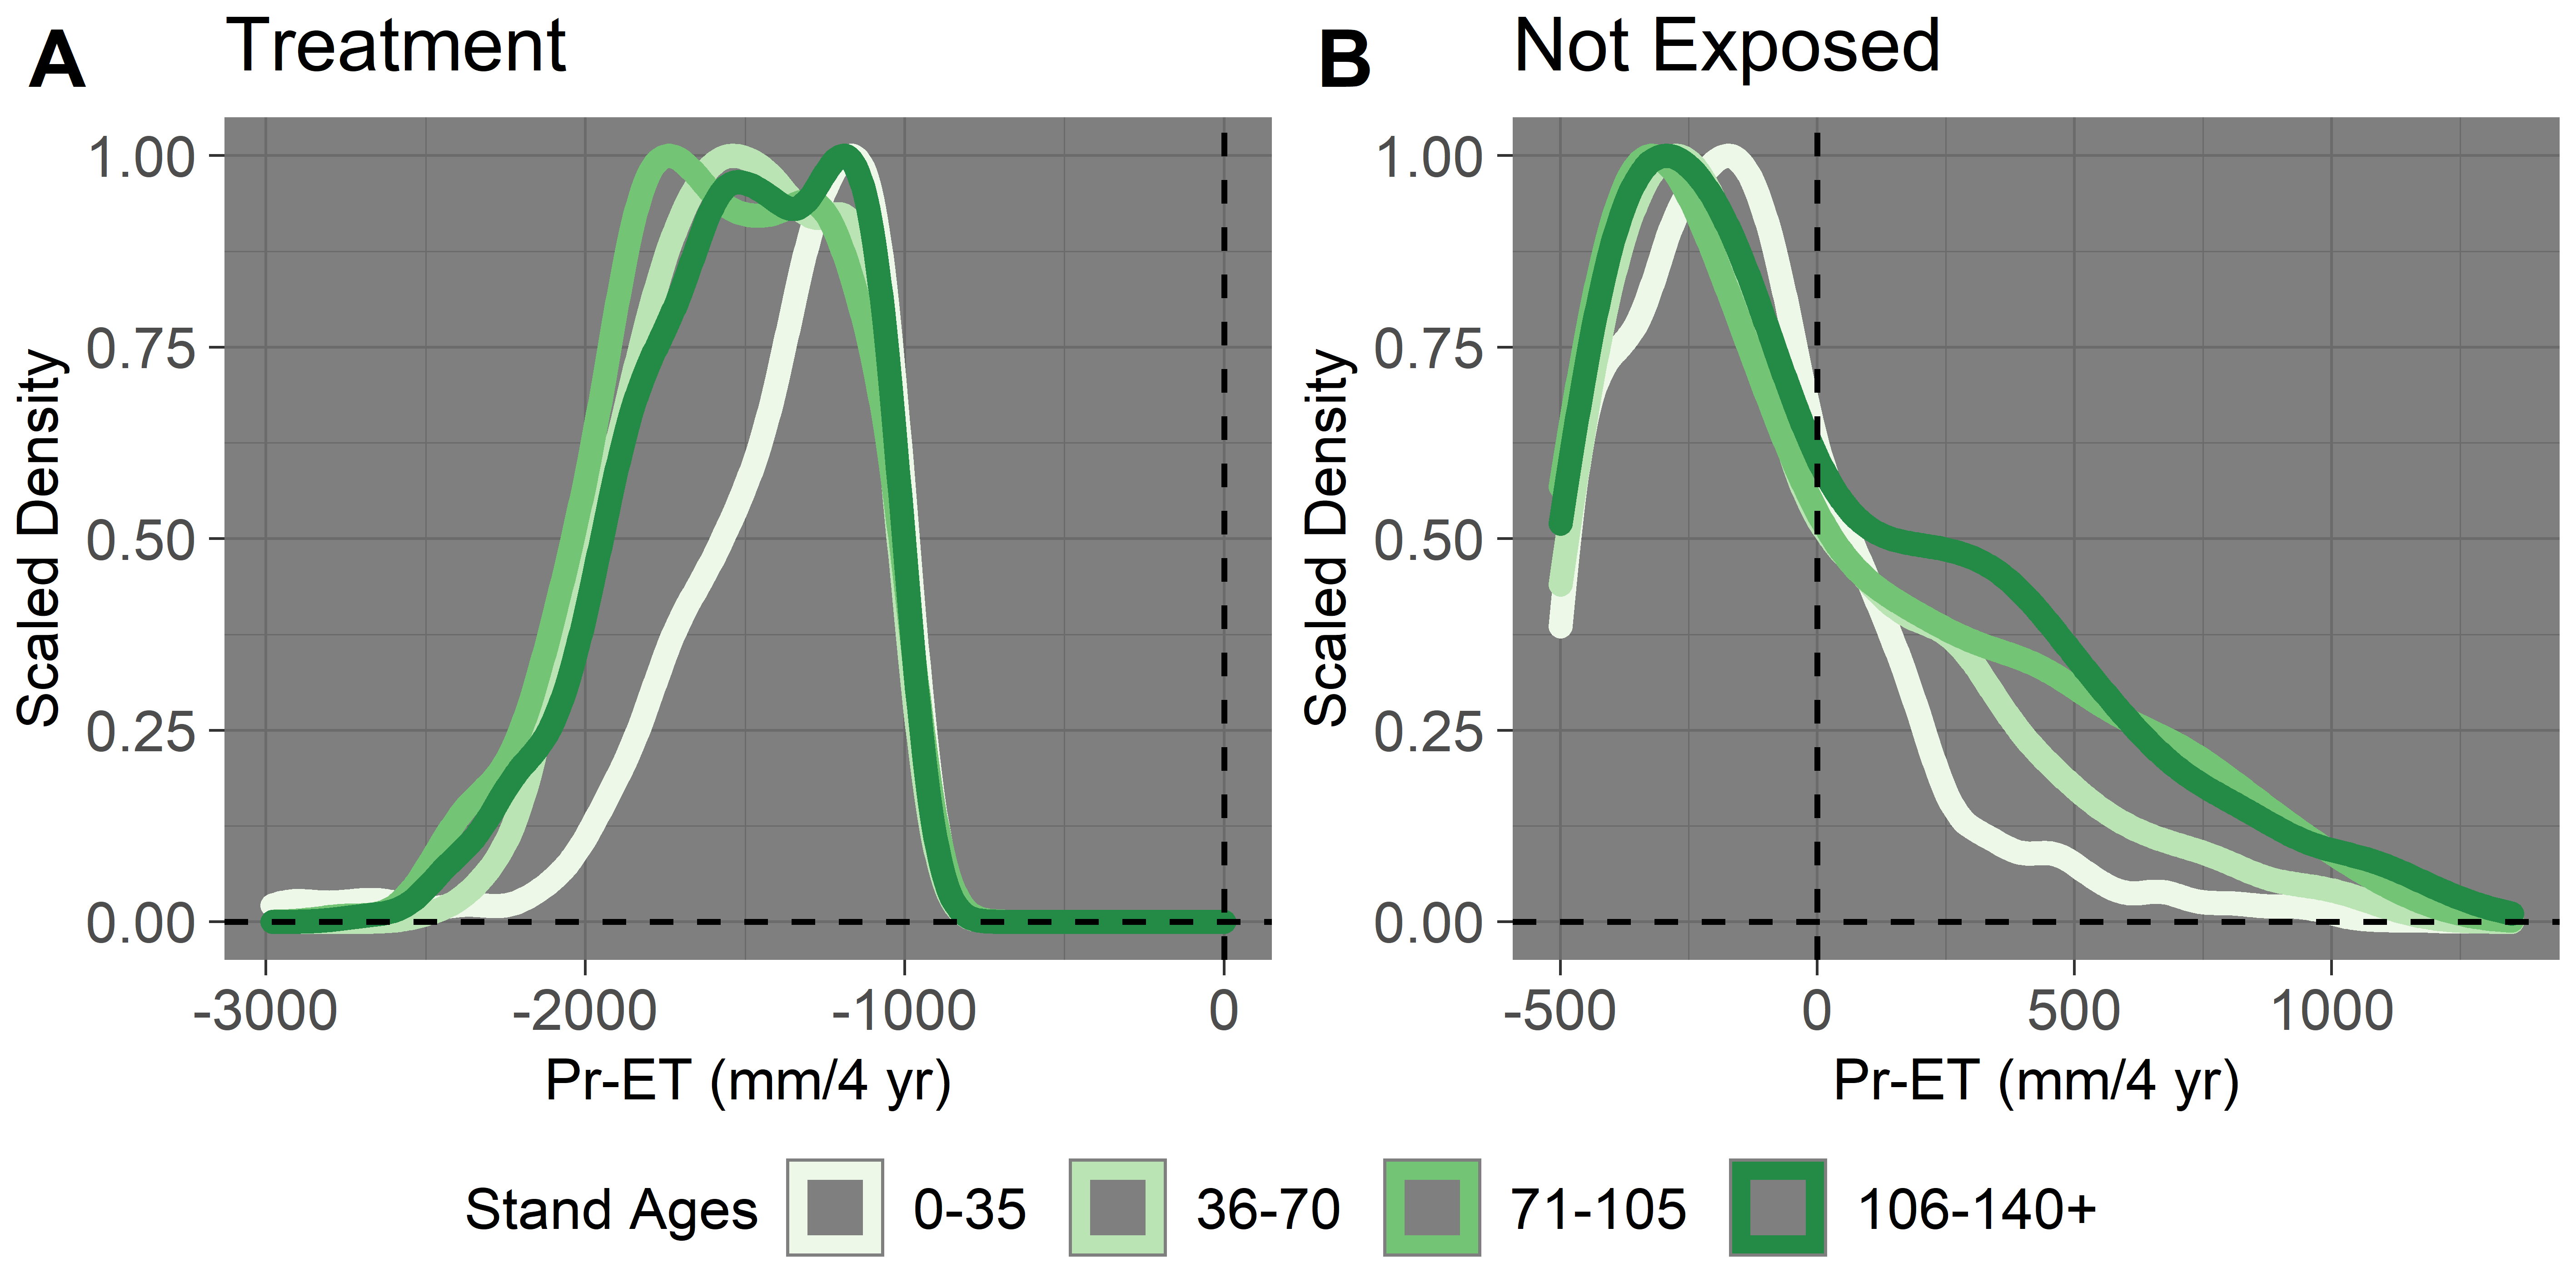 A Treatment
B Not Exposed
Scaled Density
1.00
0.75
0.50
0.25
0.00
-3000 -2000 -1000 0
Pr-ET (mm/4 yr)
Scaled Density
1.00
0.75
0.50
0.25
0.00
-500 0 500 1000
Pr-ET (mm/4 yr)
Stand Ages 0-35 36-70 71-105 106-140+